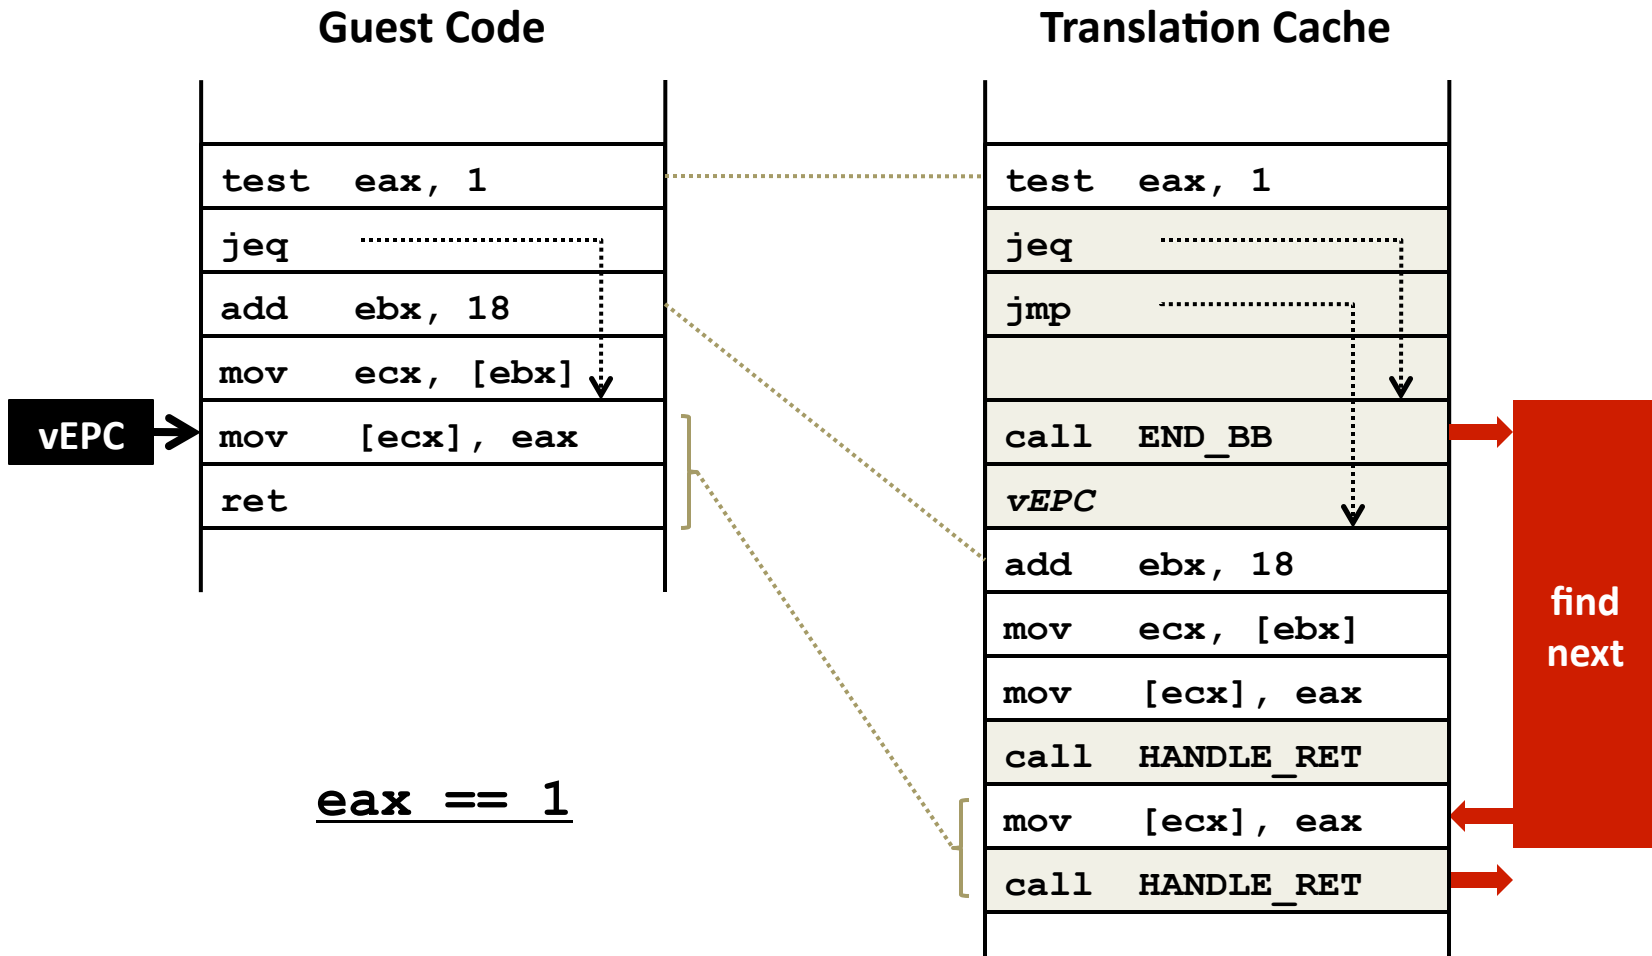 Guest Code
Translation Cache
test eax, 1
jeq
add ebx, 18
mov ecx, [ebx]
vEPC
mov [ecx], eax
ret
eax == 1
test eax, 1
jeq
jmp
call END_BB
vEPC
add ebx, 18
mov ecx, [ebx]
mov [ecx], eax
call HANDLE_RET
mov [ecx], eax
call HANDLE_RET
find
next